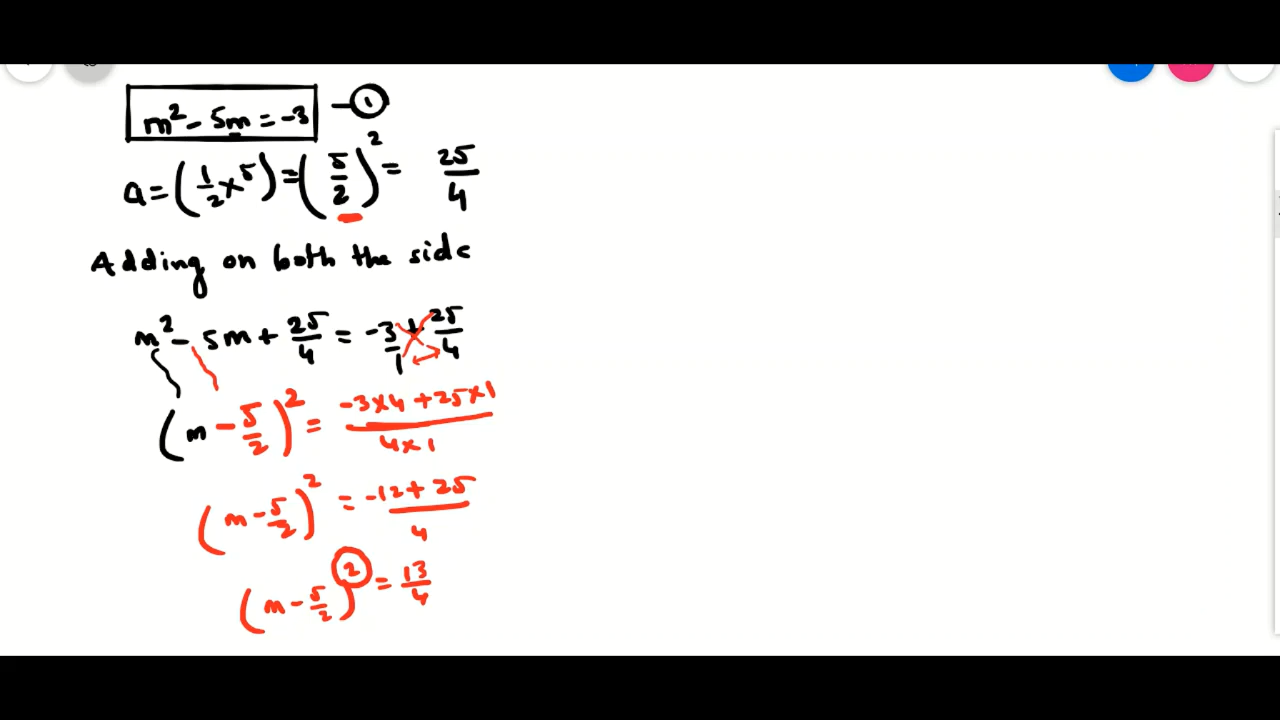 m² - 5m = -3 — ①
a = (1/2 × 5) = (5/2)² = 25/4
Adding on both the side
m² - 5m + 25/4 = -3/1 + 25/4
(m - 5/2)² = (-3×4 + 25×1)/(4×1)
(m - 5/2)² = (-12 + 25)/4
(m - 5/2)² = 13/4